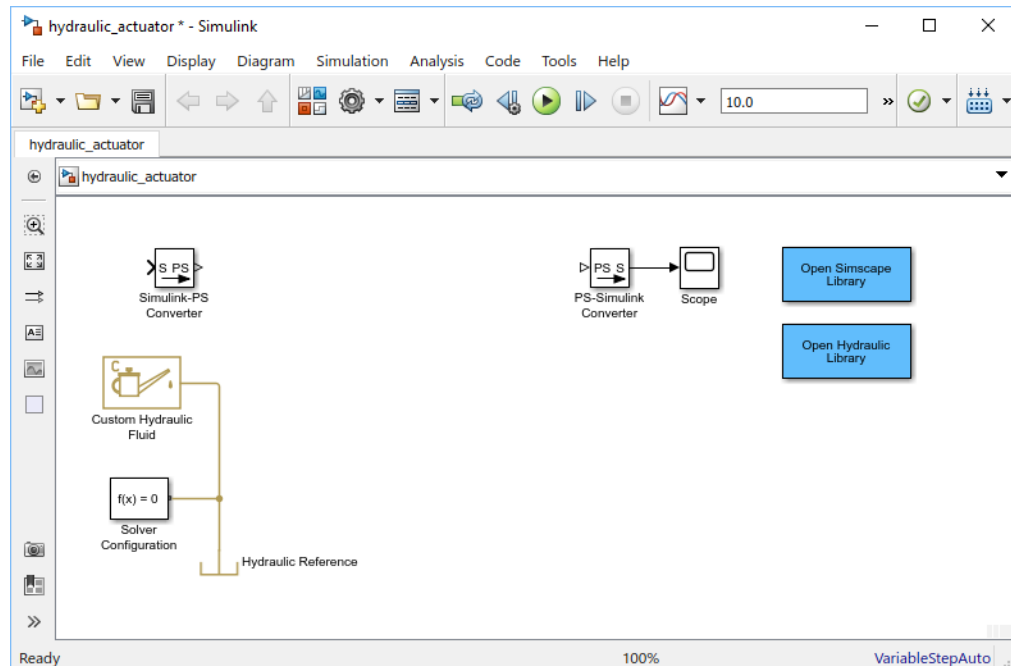 hydraulic_actuator * - Simulink
File Edit View Display Diagram Simulation Analysis Code Tools Help
10.0 »
hydraulic_actuator
hydraulic_actuator
S PS
Simulink-PS
Converter
PS S
PS-Simulink
Converter
Scope
Open Simscape
Library
Open Hydraulic
Library
C
Custom Hydraulic
Fluid
f(x) = 0
Solver
Configuration
Hydraulic Reference
A
Ready 100% VariableStepAuto